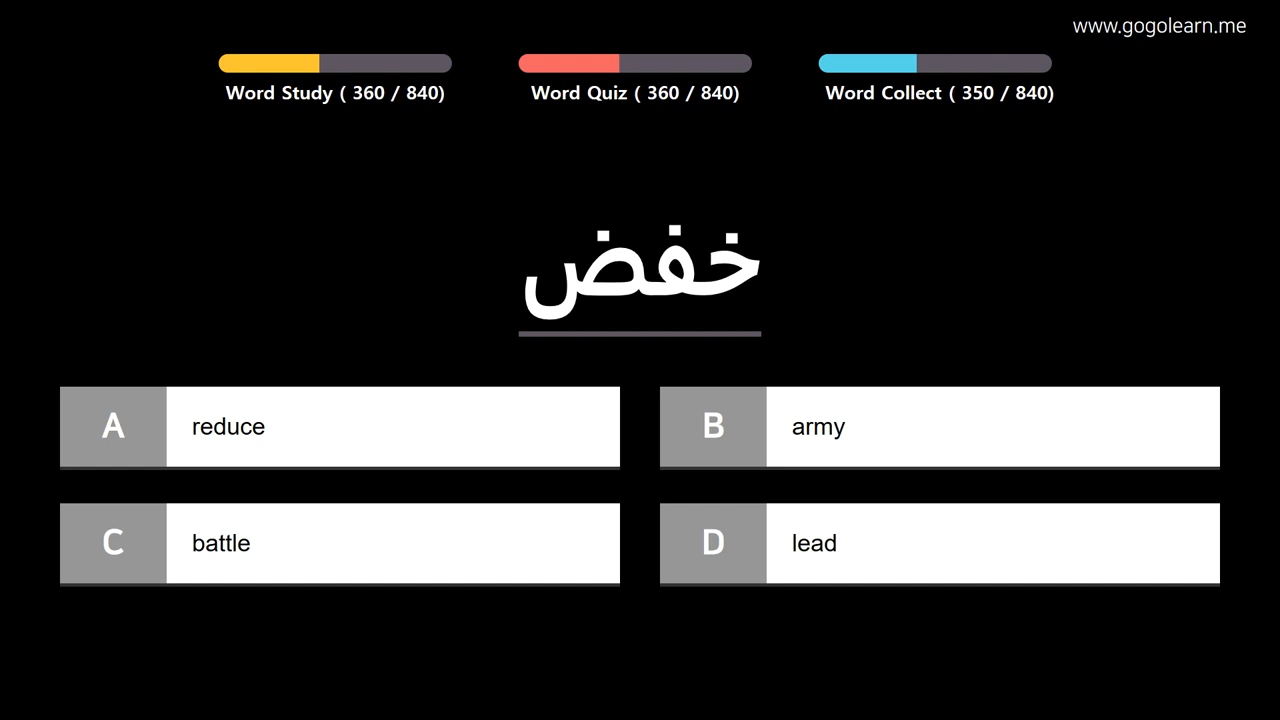 www.gogolearn.me
Word Study ( 360 / 840)
Word Quiz ( 360 / 840)
Word Collect ( 350 / 840)
خفض
A reduce
B army
C battle
D lead